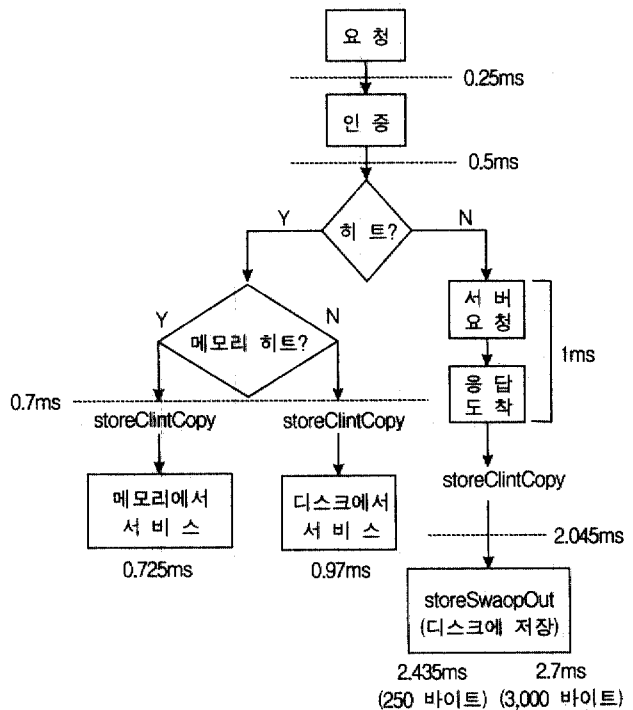 요 청
0.25ms
인 증
0.5ms
Y
히 트?
N
서 버
요 청
1ms
Y
메모리 히트?
N
응 답
도 착
0.7ms
storeClintCopy
storeClintCopy
storeClintCopy
메모리에서
서 비 스
디스크에서
서 비 스
0.725ms
0.97ms
2.045ms
storeSwaopOut
(디스크에 저장)
2.435ms
2.7ms
(250 바이트)
(3,000 바이트)